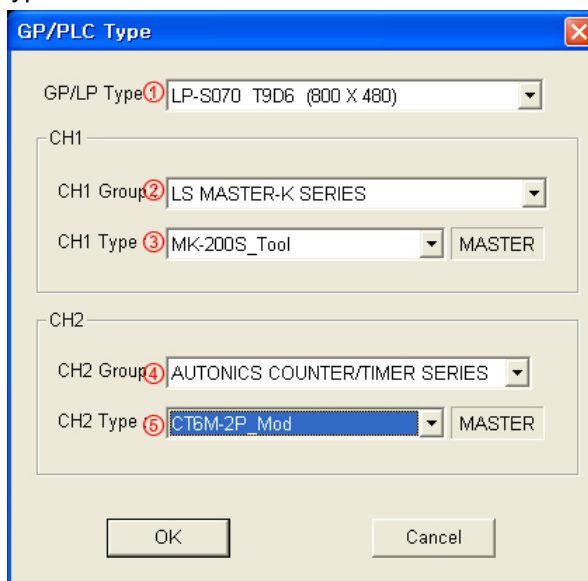 GP/PLC Type
GP/LP Type ① LP-S070 T9D6 (800 X 480)
CH1
CH1 Group ② LS MASTER-K SERIES
CH1 Type ③ MK-200S_Tool MASTER
CH2
CH2 Group ④ AUTONICS COUNTER/TIMER SERIES
CH2 Type ⑤ CT6M-2P_Mod MASTER
OK Cancel